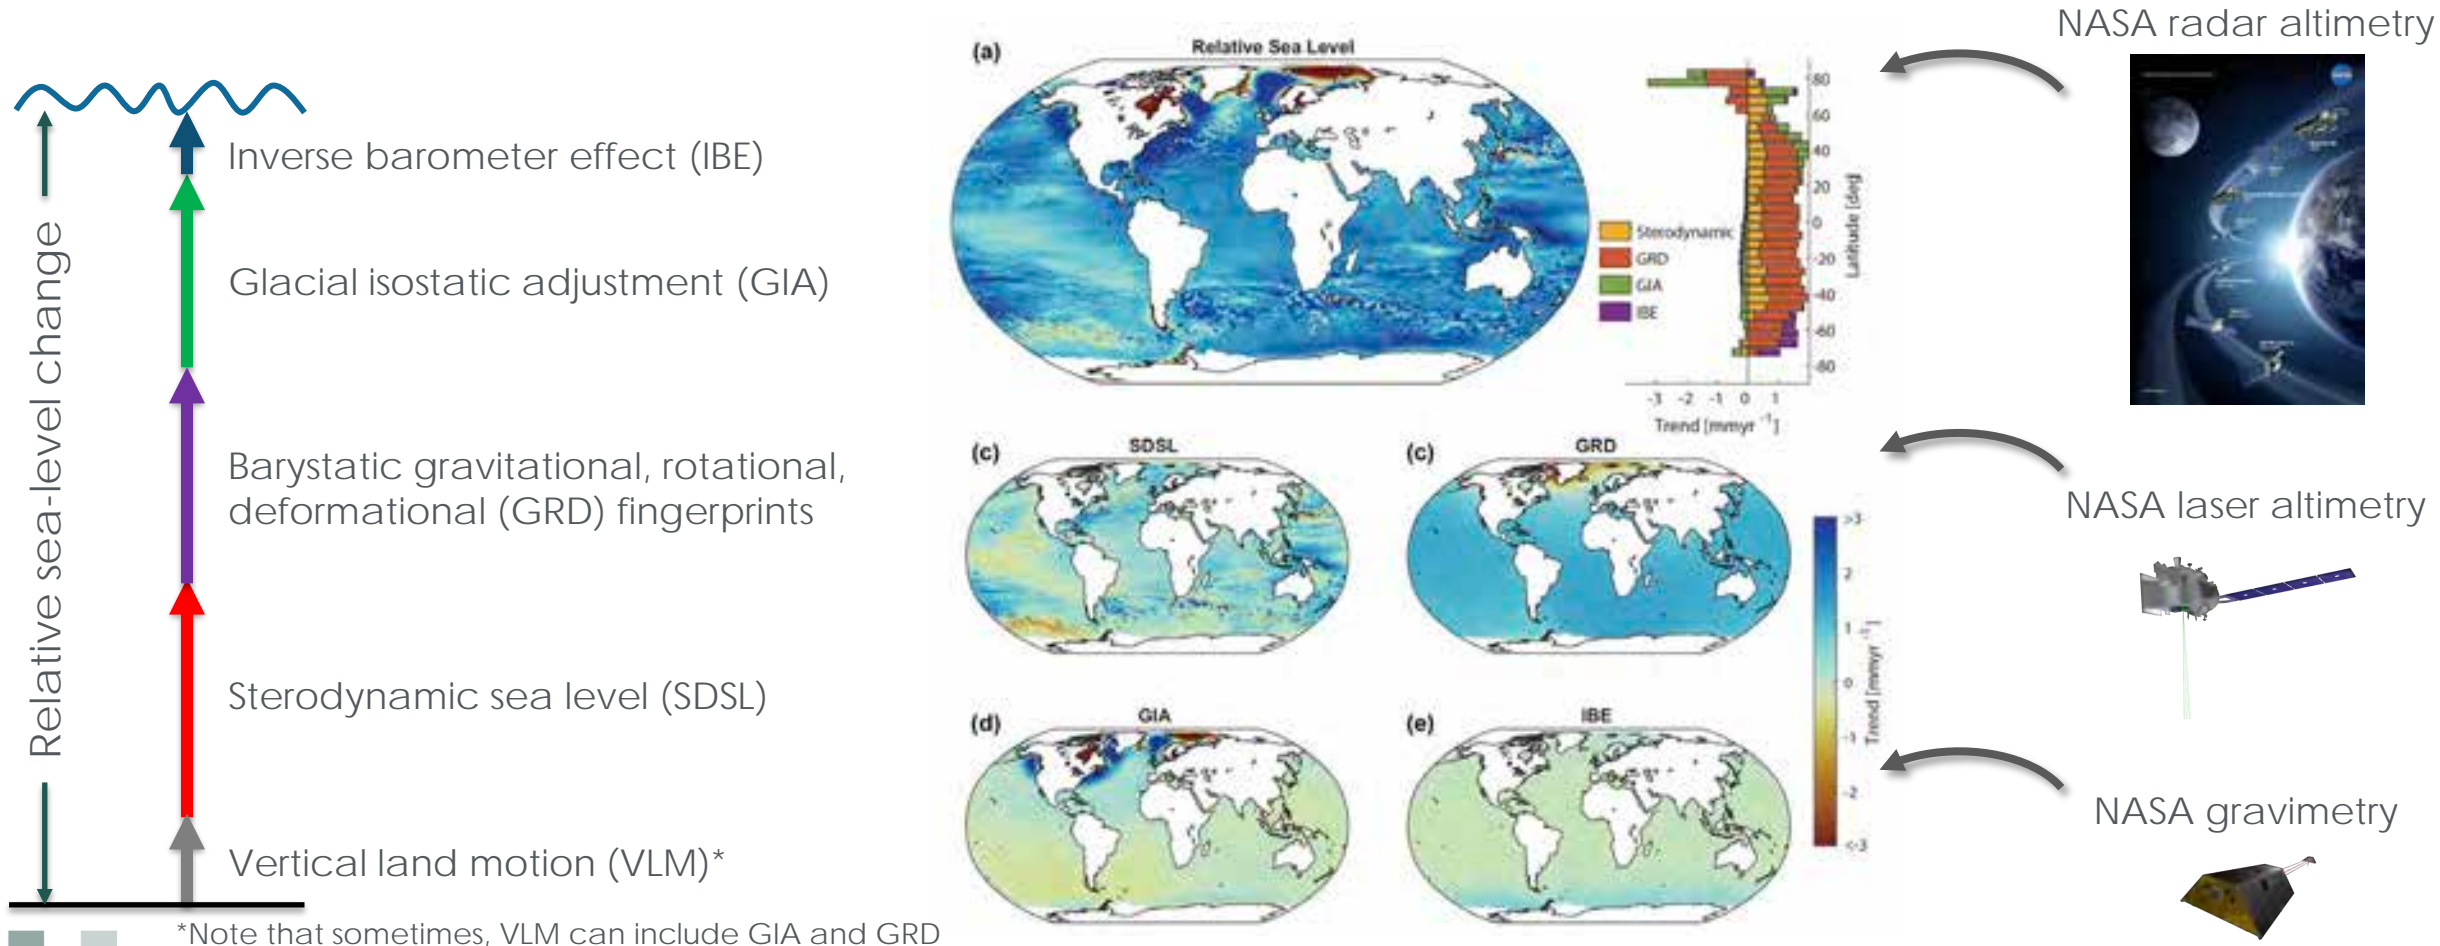 Relative sea-level change
Inverse barometer effect (IBE)
Glacial isostatic adjustment (GIA)
Barystatic gravitational, rotational,
deformational (GRD) fingerprints
Sterodynamic sea level (SDSL)
Vertical land motion (VLM)*
*Note that sometimes, VLM can include GIA and GRD
(a)
Relative Sea Level
Sterodynamic
GRD
GIA
IBE
80
60
40
20
0
-20
-40
-60
-80
Latitude [deg]
-3 -2 -1 0 1
Trend [mmyr -1]
(c)
SDSL
(c)
GRD
(d)
GIA
(e)
IBE
>3
2
1
0
-1
-2
<-3
Trend [mmyr -1]
NASA radar altimetry
NASA laser altimetry
NASA gravimetry